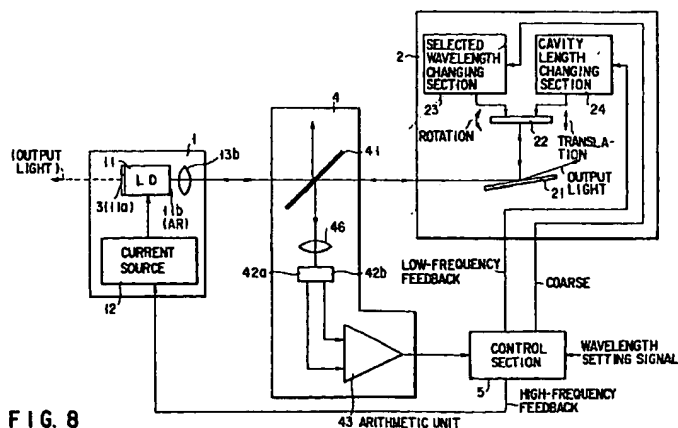 SELECTED
WAVELENGTH
CHANGING
SECTION
CAVITY
LENGTH
CHANGING
SECTION
2
23
24
22
ROTATION
TRANSLA-
TION
OUTPUT
LIGHT
21
4
41
1
11
13b
(OUTPUT
LIGHT)
LD
3(11a)
11b
(AR)
CURRENT
SOURCE
12
46
42a
42b
LOW-FREQUENCY
FEEDBACK
COARSE
CONTROL
SECTION
5
WAVELENGTH
SETTING SIGNAL
HIGH-FREQUENCY
FEEDBACK
43 ARITHMETIC UNIT
FIG. 8